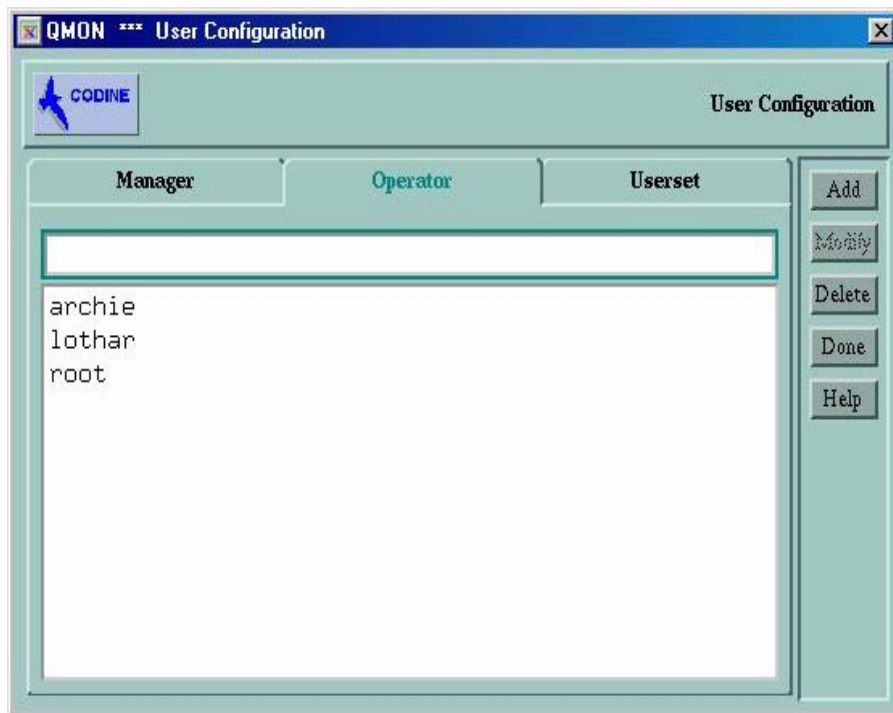 QMON *** User Configuration
CODINE
User Configuration
Manager Operator Userset
archie
lothar
root
Add
Modify
Delete
Done
Help